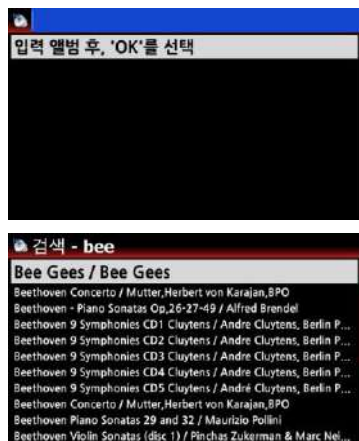 입력 앨범 후, 'OK'를 선택
검색 - bee
Bee Gees / Bee Gees
Beethoven Concerto / Mutter,Herbert von Karajan,BPO
Beethoven - Piano Sonatas Op,26-27-49 / Alfred Brendel
Beethoven 9 Symphonies CD1 Cluytens / Andre Cluytens, Berlin P...
Beethoven 9 Symphonies CD2 Cluytens / Andre Cluytens, Berlin P...
Beethoven 9 Symphonies CD3 Cluytens / Andre Cluytens, Berlin P...
Beethoven 9 Symphonies CD4 Cluytens / Andre Cluytens, Berlin P...
Beethoven 9 Symphonies CD5 Cluytens / André Cluytens, Berlin P...
Beethoven Concerto / Mutter,Herbert von Karajan,BPO
Beethoven Piano Sonatas 29 and 32 / Maurizio Pollini
Beethoven Violin Sonatas (disc 1) / Pinchas Zukerman & Marc Nei...